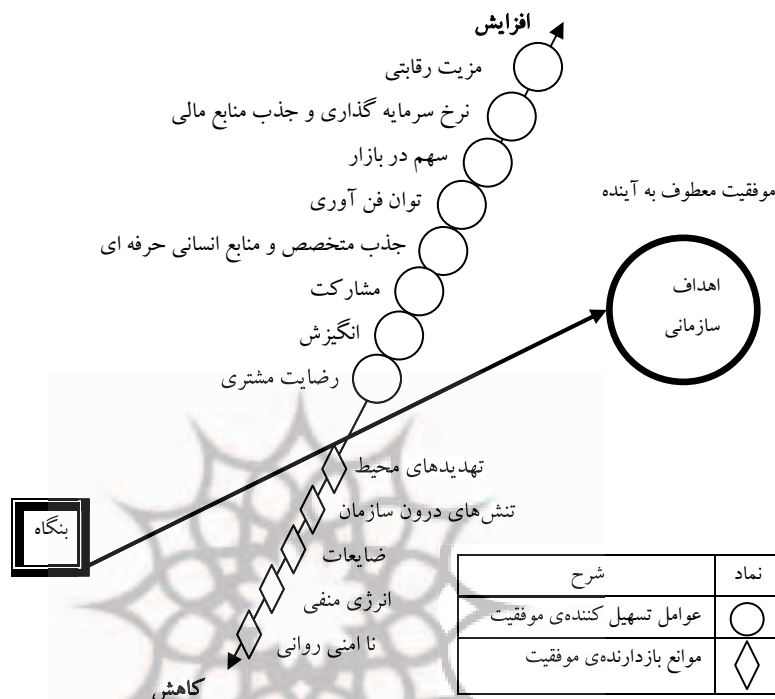 افزایش
مزیت رقابتی
نرخ سرمایه گذاری و جذب منابع مالی
سهم در بازار
توان فن آوری
موفقیت معطوف به آینده
جذب متخصص و منابع انسانی حرفه ای
مشارکت
اهداف
سازمانی
انگیزش
رضایت مشتری
تهدیدهای محیط
تنش‌های درون سازمان
بنگاه
ضایعات
انرژی منفی
نا امنی روانی
کاهش
نماد شرح
عوامل تسهیل کننده‌ی موفقیت
موانع بازدارنده‌ی موفقیت